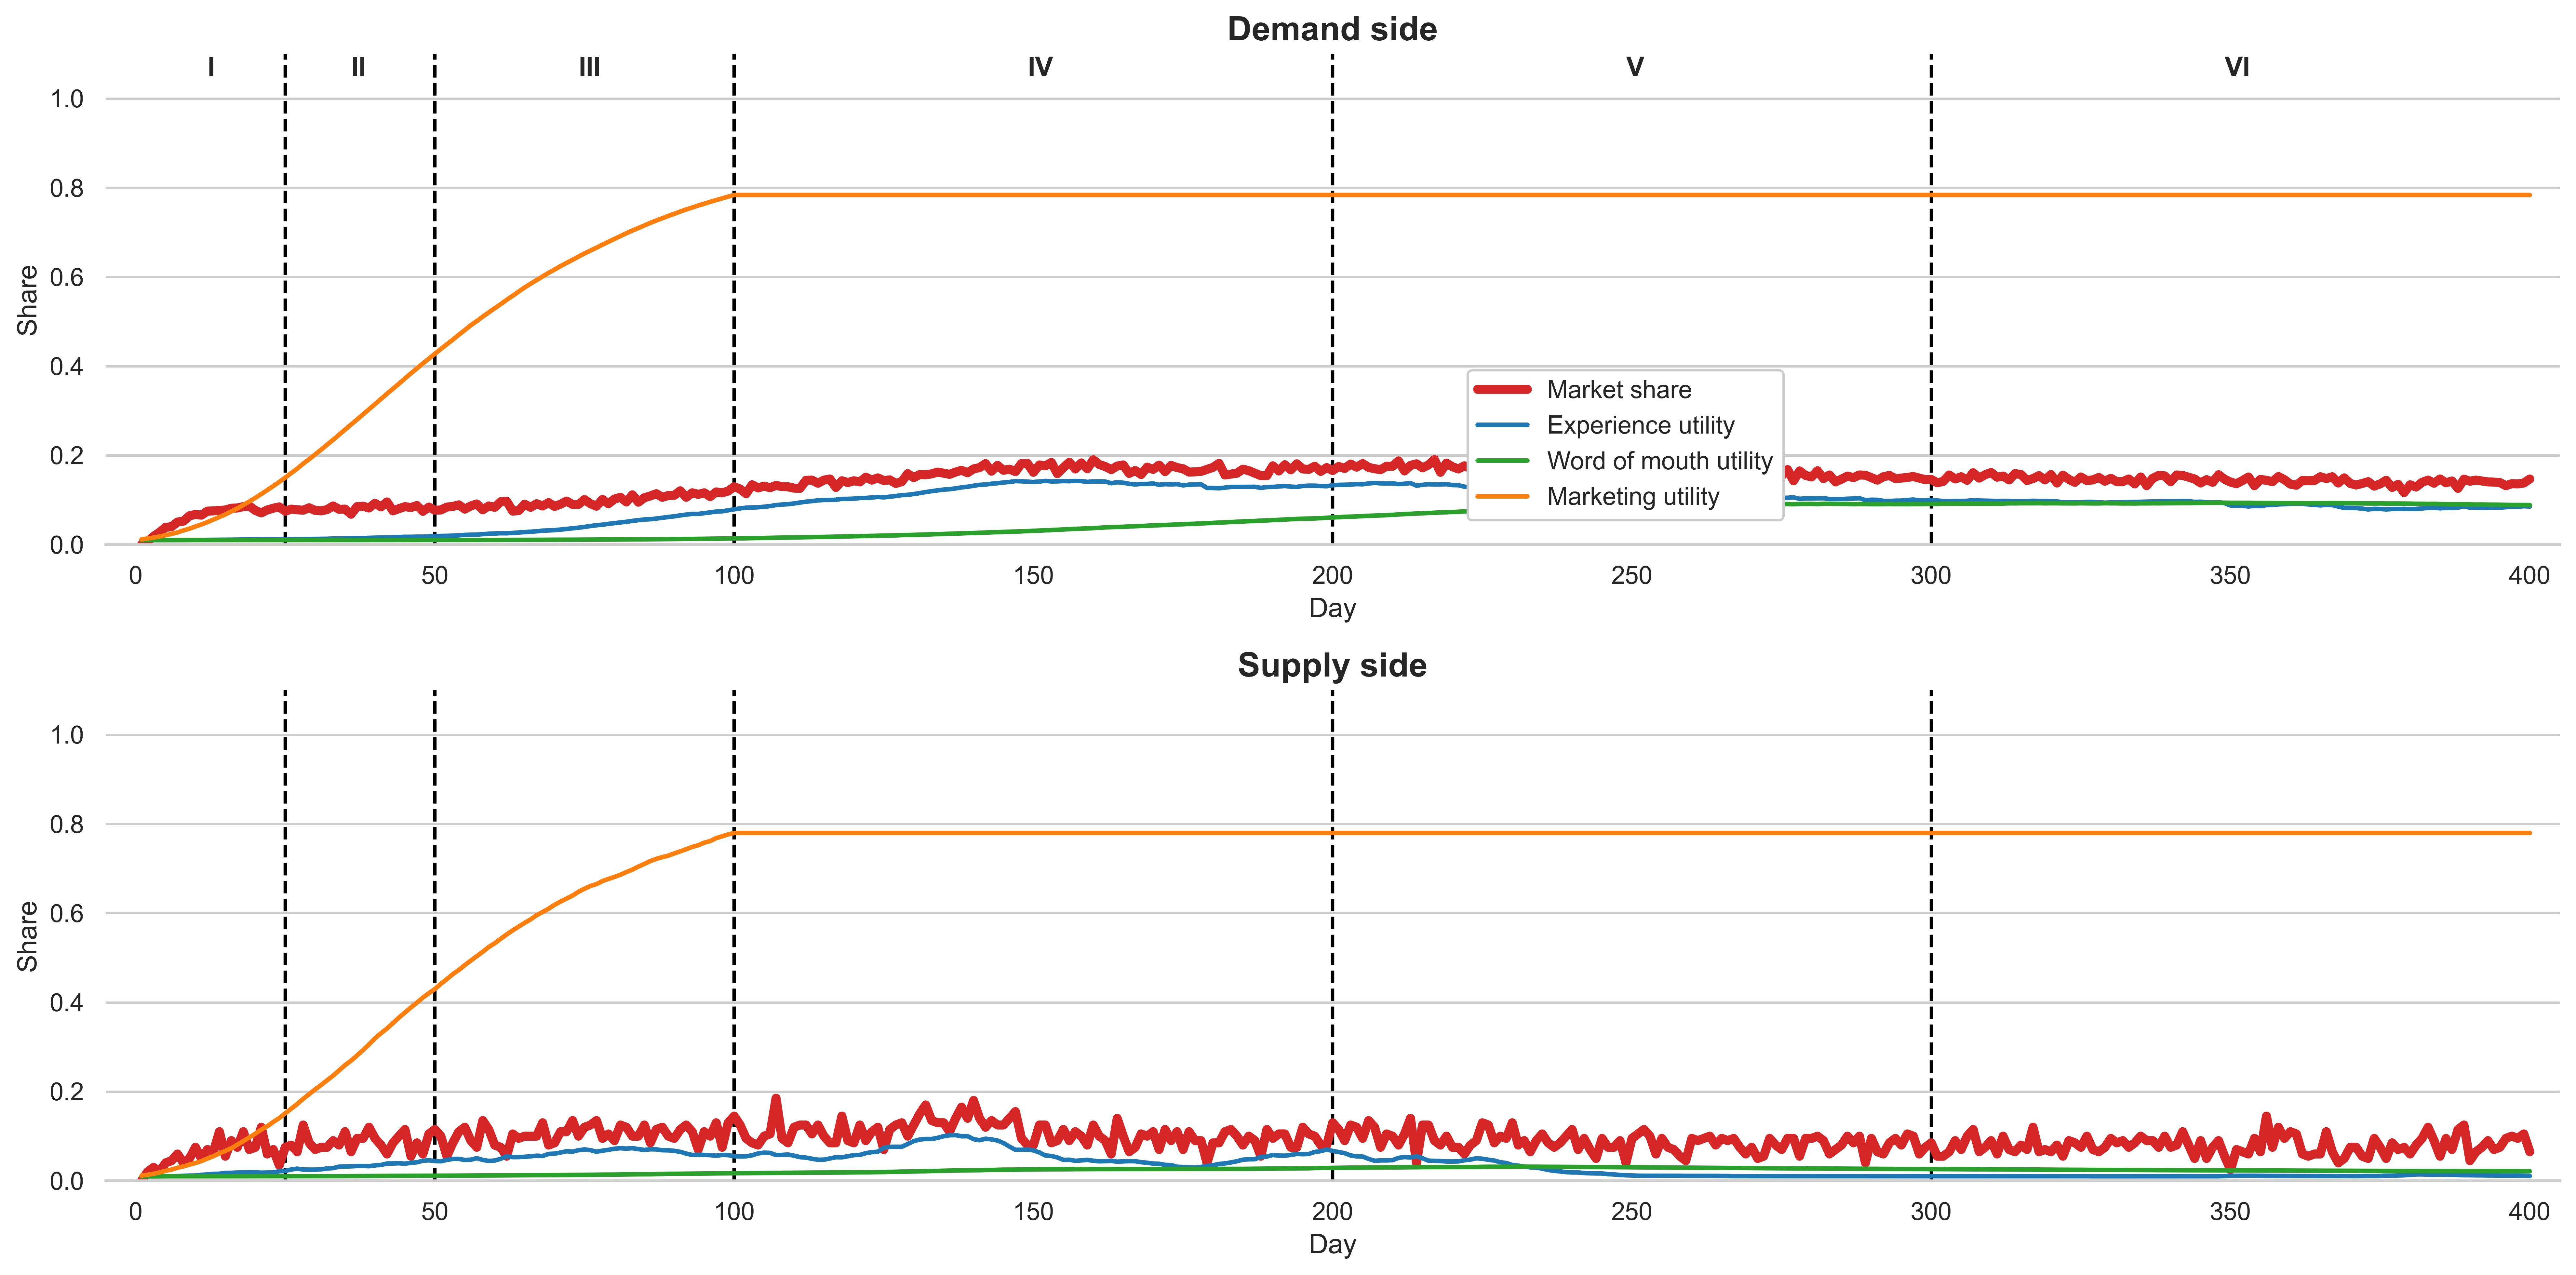 Demand side
I II III IV V VI
1.0
0.8
0.6
0.4
0.2
0.0
Share
Market share
Experience utility
Word of mouth utility
Marketing utility
0 50 100 150 200 250 300 350 400
Day
Supply side
1.0
0.8
0.6
0.4
0.2
0.0
Share
0 50 100 150 200 250 300 350 400
Day